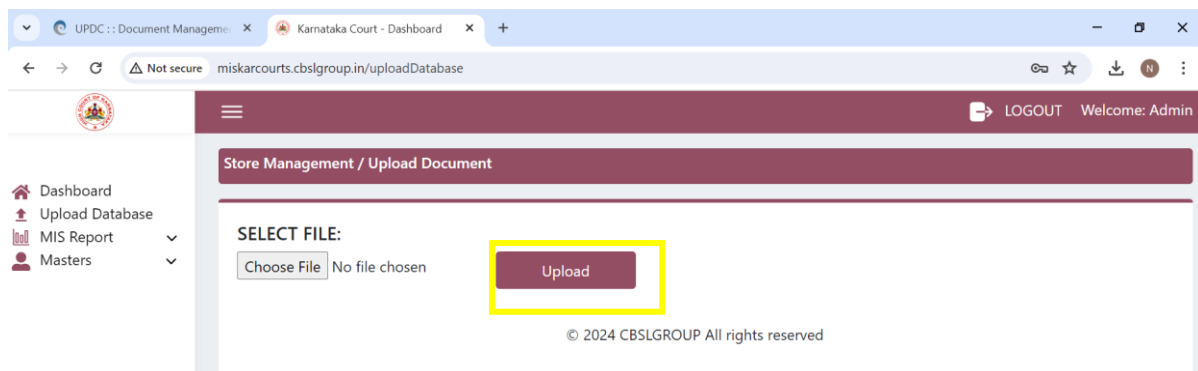 UPDC : : Document Manageme
Karnataka Court - Dashboard
Not secure miskarcourts.cbslgroup.in/uploadDatabase
N
LOGOUT Welcome: Admin
Store Management / Upload Document
Dashboard
Upload Database
MIS Report
Masters
SELECT FILE:
Choose File No file chosen
Upload
© 2024 CBSLGROUP All rights reserved